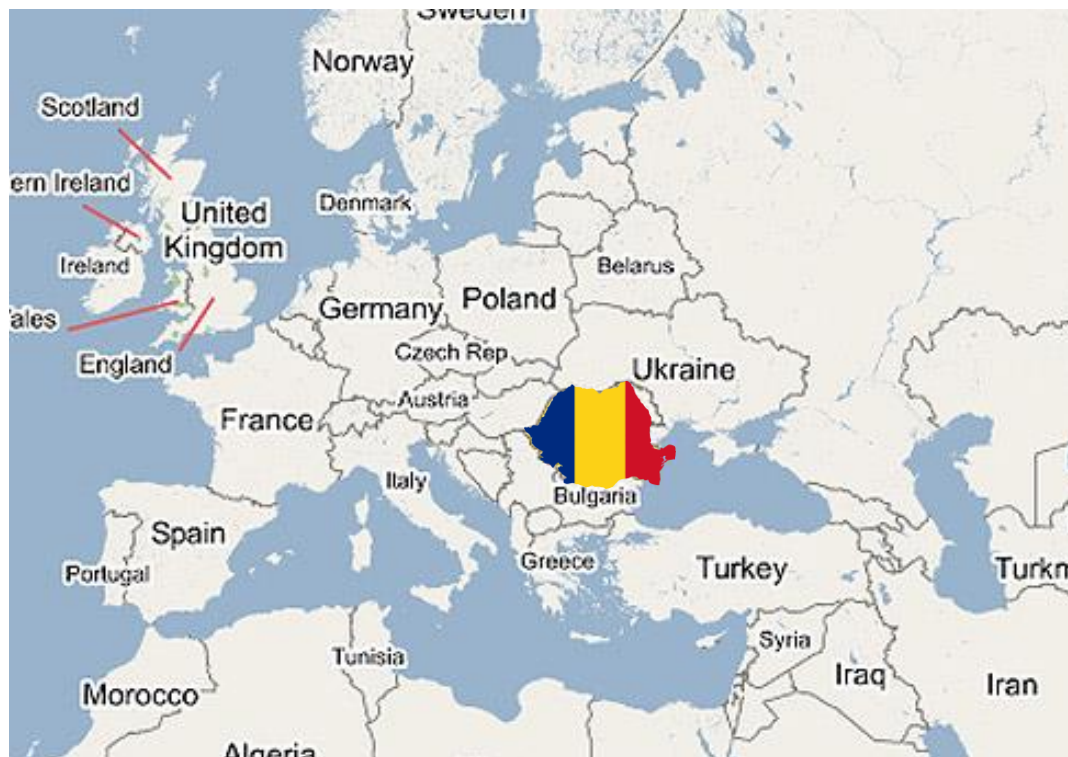 Sweden
Norway
Scotland
ern Ireland
United
Kingdom
Denmark
Ireland
Belarus
Germany
Poland
ales
England
Czech Rep
Ukraine
Austria
France
Italy
Bulgaria
Spain
Greece
Turkey
Portugal
Turkm
Syria
Tunisia
Iraq
Iran
Morocco
Algeria